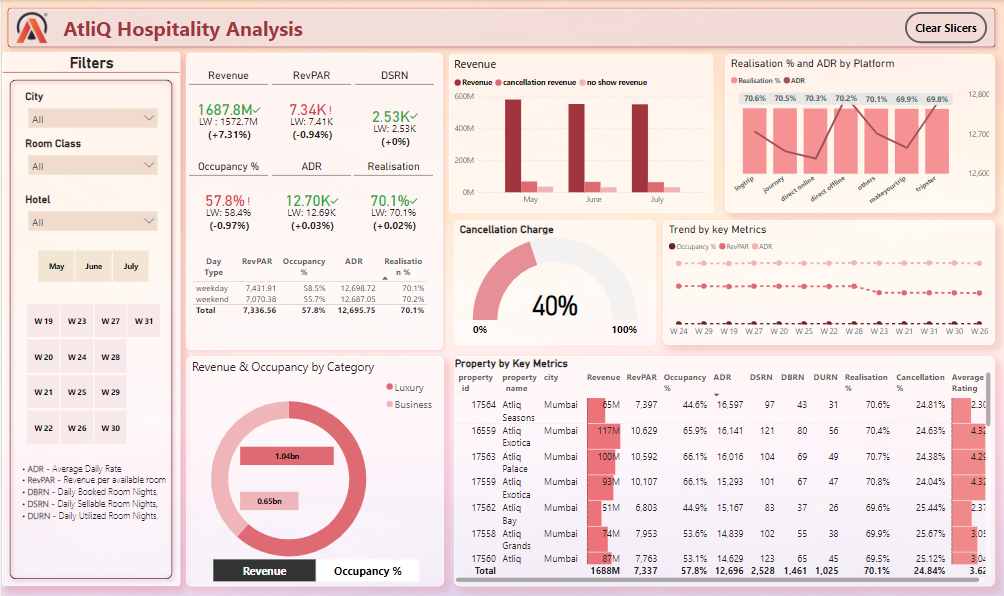 AtliQ Hospitality Analysis
Clear Slicers
Filters
City
All
Room Class
All
Hotel
All
May June July
W 19 W 23 W 27 W 31
W 20 W 24 W 28
W 21 W 25 W 29
W 22 W 26 W 30
• ADR - Average Daily Rate
• RevPAR - Revenue per available room
• DBRN - Daily Booked Room Nights,
• DSRN - Daily Sellable Room Nights,
• DURN - Daily Utilized Room Nights.
Revenue RevPAR DSRN
1687.8M 7.34K! 2.53K
LW: 1572.7M LW: 7.41K LW: 2.53K
(+7.31%) (-0.94%) (+0%)
Occupancy % ADR Realisation
57.8%! 12.70K 70.1%
LW: 58.4% LW: 12.69K LW: 70.1%
(-0.97%) (+0.03%) (+0.02%)
Day Type RevPAR Occupancy % ADR Realisatio n %
weekday 7,431.91 58.5% 12,698.72 70.1%
weekend 7,070.38 55.7% 12,687.05 70.2%
Total 7,336.56 57.8% 12,695.75 70.1%
Revenue & Occupancy by Category
Luxury
Business
1.04bn
0.65bn
Revenue Occupancy %
Revenue
Revenue cancellation revenue no show revenue
600M
400M
200M
0M
May June July
Realisation % and ADR by Platform
Realisation % ADR
70.6% 70.5% 70.3% 70.2% 70.1% 69.9% 69.8%
12,800
12,700
12,600
logtrip journey direct online direct offline others makeyourtrip tripster
Cancellation Charge
40%
0% 100%
Trend by key Metrics
Occupancy % RevPAR ADR
W 24 W 29 W 19 W 27 W 20 W 25 W 22 W 28 W 23 W 21 W 31 W 30 W 26
Property by Key Metrics
property id property name city Revenue RevPAR Occupancy % ADR DSRN DBRN DURN Realisation % Cancellation % Average Rating
17564 Atliq Seasons Mumbai 65M 7,397 44.6% 16,597 97 43 31 70.6% 24.81% 2.30
16559 Atliq Exotica Mumbai 117M 10,629 65.9% 16,141 121 80 56 70.4% 24.63% 4.32
17563 Atliq Palace Mumbai 100M 10,592 66.1% 16,016 104 69 49 70.7% 24.38% 4.29
17559 Atliq Exotica Mumbai 93M 10,107 66.1% 15,293 101 67 47 70.8% 24.04% 4.32
17562 Atliq Bay Mumbai 51M 6,803 44.9% 15,167 83 37 26 69.6% 25.44% 2.37
17558 Atliq Grands Mumbai 74M 7,953 53.6% 14,839 102 55 38 69.9% 25.67% 3.05
17560 Atliq Mumbai 87M 7,763 53.1% 14,629 123 65 45 69.5% 25.12% 3.04
Total 1688M 7,337 57.8% 12,696 2,528 1,461 1,025 70.1% 24.84% 3.62